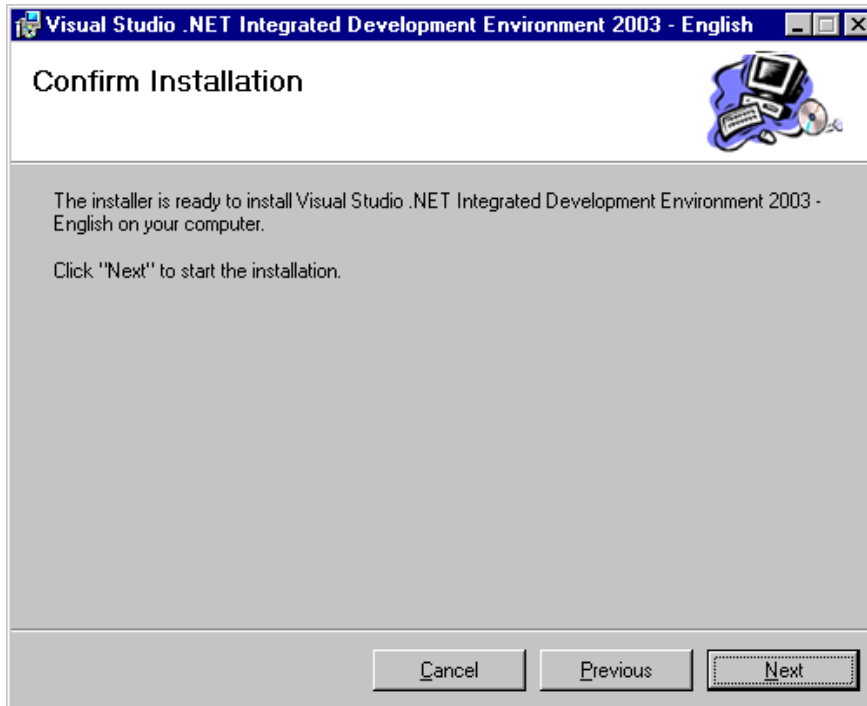 Visual Studio .NET Integrated Development Environment 2003 - English
Confirm Installation
The installer is ready to install Visual Studio .NET Integrated Development Environment 2003 -
English on your computer.
Click "Next" to start the installation.
Cancel Previous Next